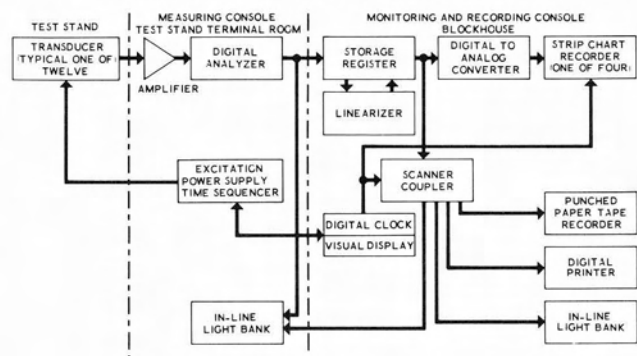 TEST STAND
MEASURING CONSOLE
TEST STAND TERMINAL ROOM
MONITORING AND RECORDING CONSOLE
BLOCKHOUSE
TRANSDUCER
(TYPICAL ONE OF)
TWELVE
AMPLIFIER
DIGITAL
ANALYZER
STORAGE
REGISTER
DIGITAL TO
ANALOG
CONVERTER
STRIP CHART
RECORDER
(ONE OF FOUR)
LINEARIZER
EXCITATION
POWER SUPPLY
TIME SEQUENCER
SCANNER
COUPLER
DIGITAL CLOCK
VISUAL DISPLAY
PUNCHED
PAPER TAPE
RECORDER
DIGITAL
PRINTER
IN-LINE
LIGHT BANK
IN-LINE
LIGHT BANK